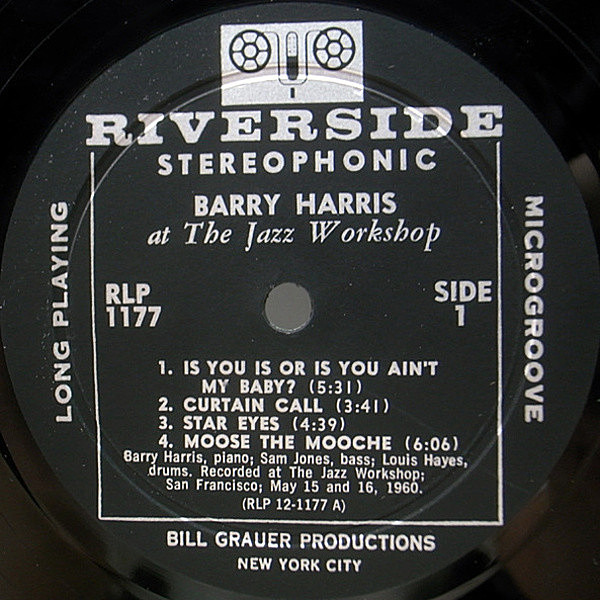 RIVERSIDE
STEREOPHONIC
BARRY HARRIS
at The Jazz Workshop
LONG PLAYING
MICROGROOVE
RLP
1177
SIDE
1
1. IS YOU IS OR IS YOU AIN'T
MY BABY? (5:31)
2. CURTAIN CALL (3:41)
3. STAR EYES (4:39)
4. MOOSE THE MOOCHE (6:06)
Barry Harris, piano; Sam Jones, bass; Louis Hayes,
drums. Recorded at The Jazz Workshop;
San Francisco; May 15 and 16, 1960.
(RLP 12-1177 A)
BILL GRAUER PRODUCTIONS
NEW YORK CITY